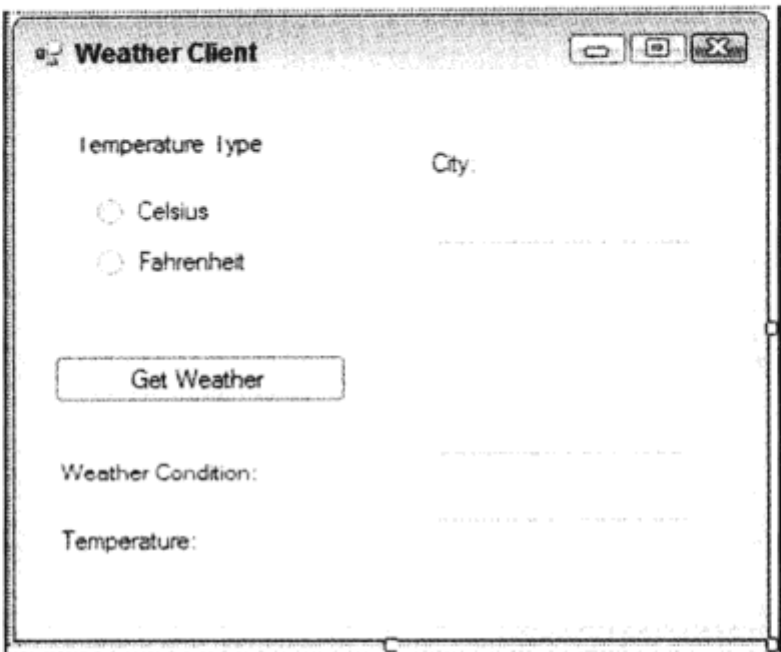 Weather Client
Temperature Type
City:
Celsius
Fahrenheit
Get Weather
Weather Condition:
Temperature: